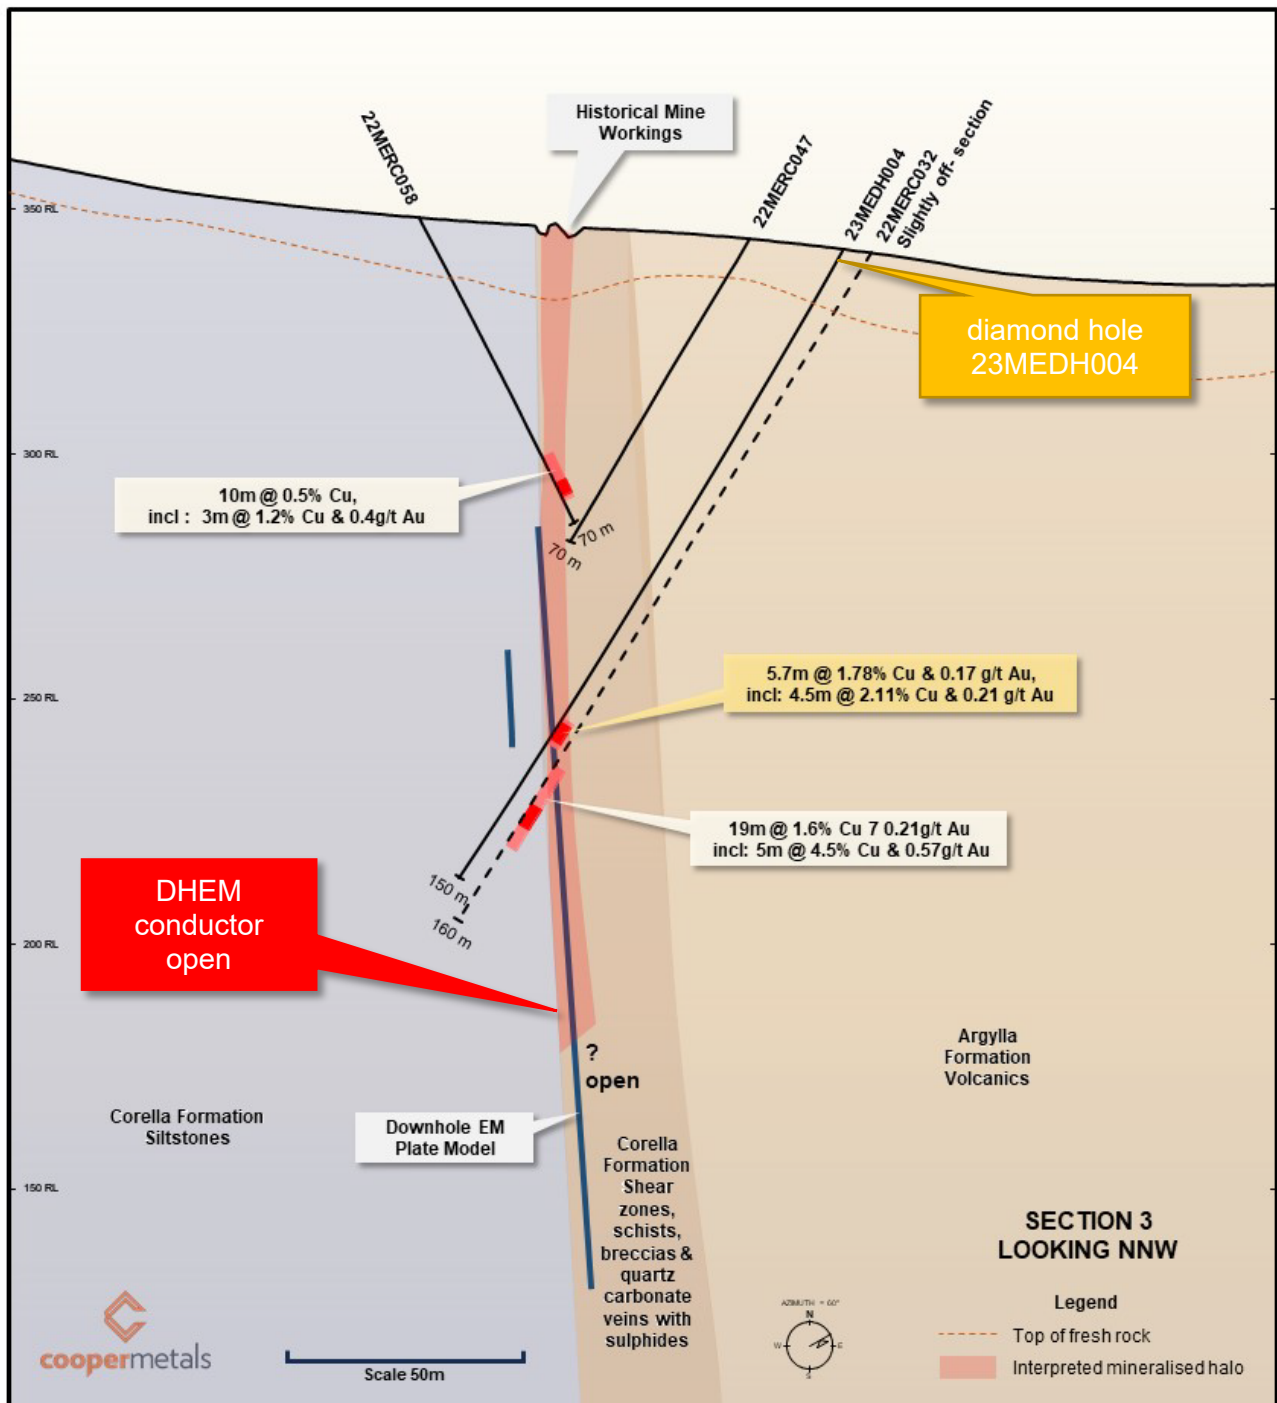 22MERC058
Historical Mine
Workings
22MERC047
23MEDH004
22MERC032
Slightly off- section
350 RL
diamond hole
23MEDH004
300 RL
10m @ 0.5% Cu,
incl : 3m @ 1.2% Cu & 0.4g/t Au
70 m
70 m
5.7m @ 1.78% Cu & 0.17 g/t Au,
incl: 4.5m @ 2.11% Cu & 0.21 g/t Au
250 RL
19m @ 1.6% Cu 7 0.21g/t Au
incl: 5m @ 4.5% Cu & 0.57g/t Au
DHEM
conductor
open
150 m
160 m
200 RL
?
open
Argylla
Formation
Volcanics
Corella Formation
Siltstones
Downhole EM
Plate Model
Corella
Formation
Shear
zones,
schists,
breccias &
quartz
carbonate
veins with
sulphides
150 RL
SECTION 3
LOOKING NNW
coopermetals
Scale 50m
AZIMUTH = 60°
N
W
E
S
Legend
Top of fresh rock
Interpreted mineralised halo